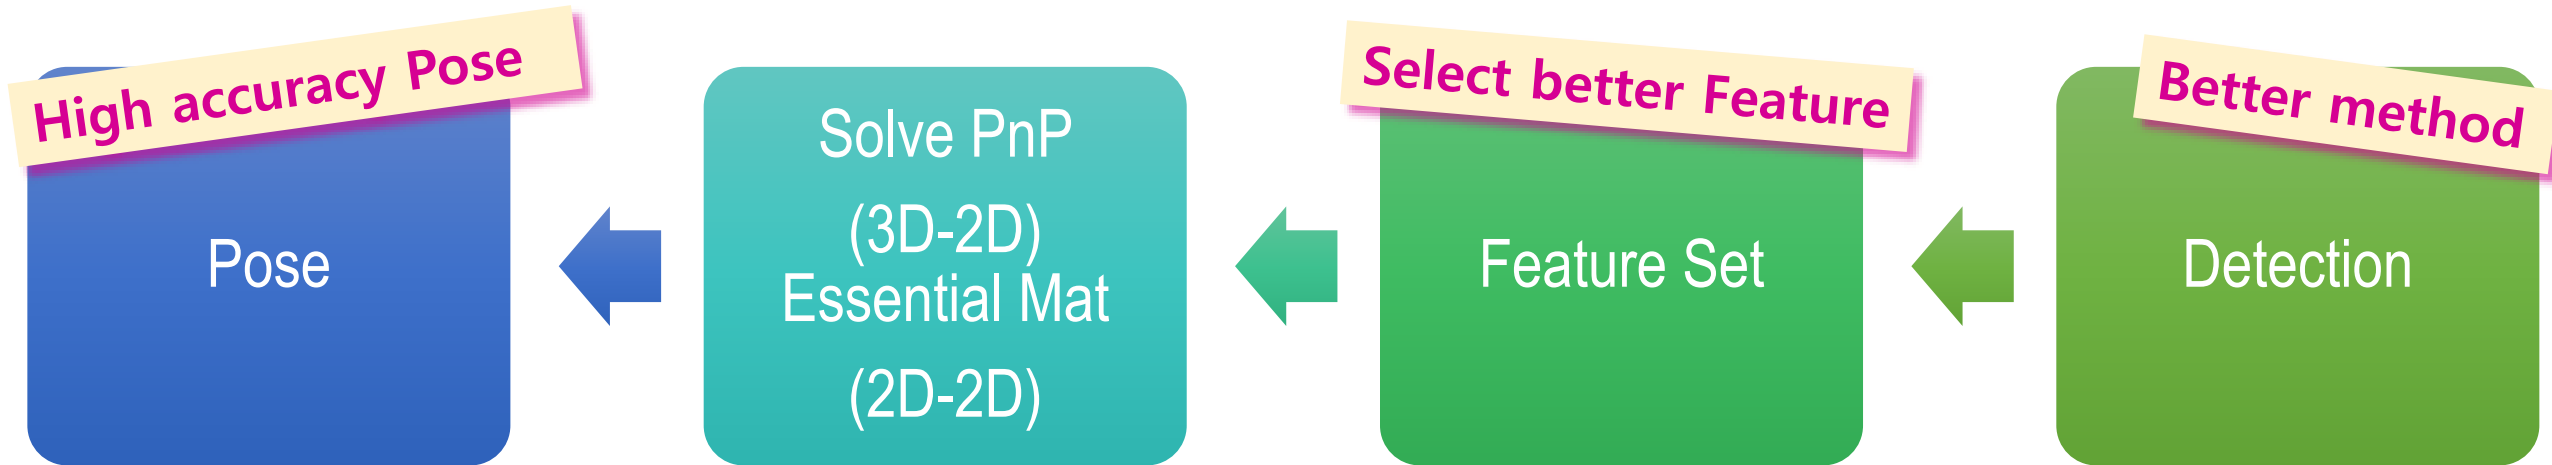 High accuracy Pose
Pose
Solve PnP
(3D-2D)
Essential Mat
(2D-2D)
Select better Feature
Feature Set
Better method
Detection